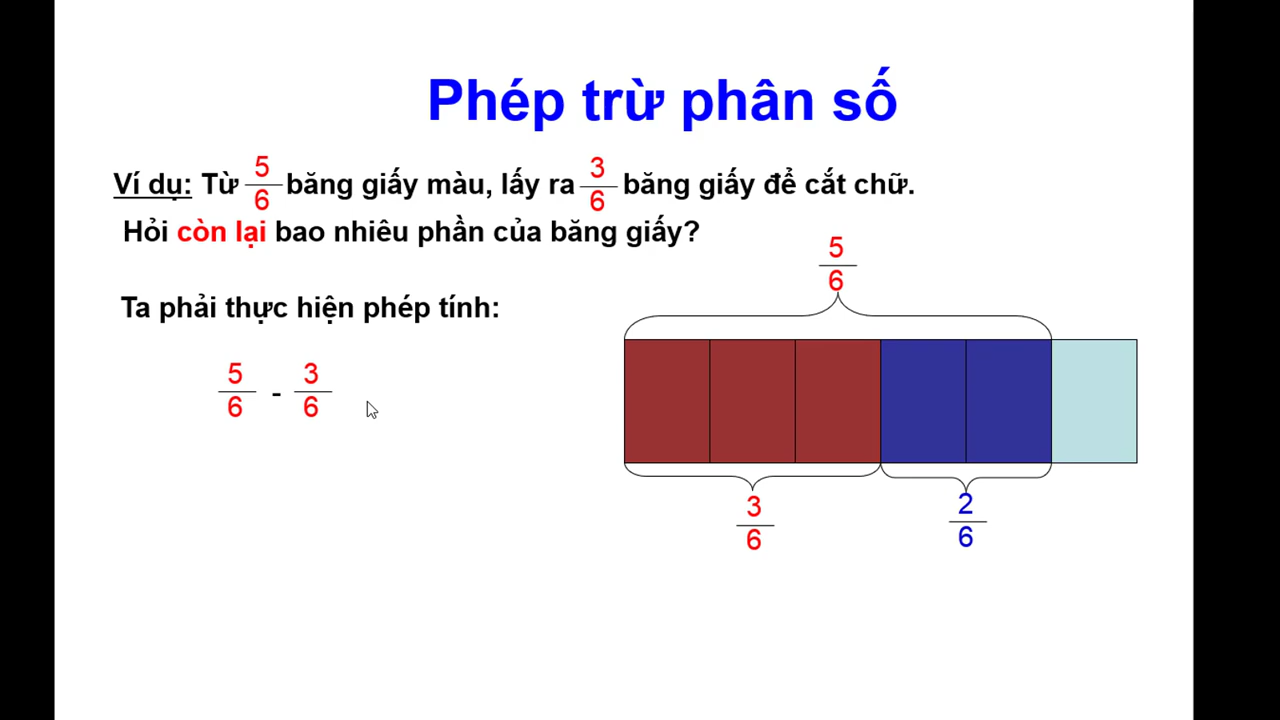 Phép trừ phân số
Ví dụ: Từ 5/6 băng giấy màu, lấy ra 3/6 băng giấy để cắt chữ.
Hỏi còn lại bao nhiêu phần của băng giấy?
5/6
Ta phải thực hiện phép tính:
5/6 - 3/6
3/6
2/6